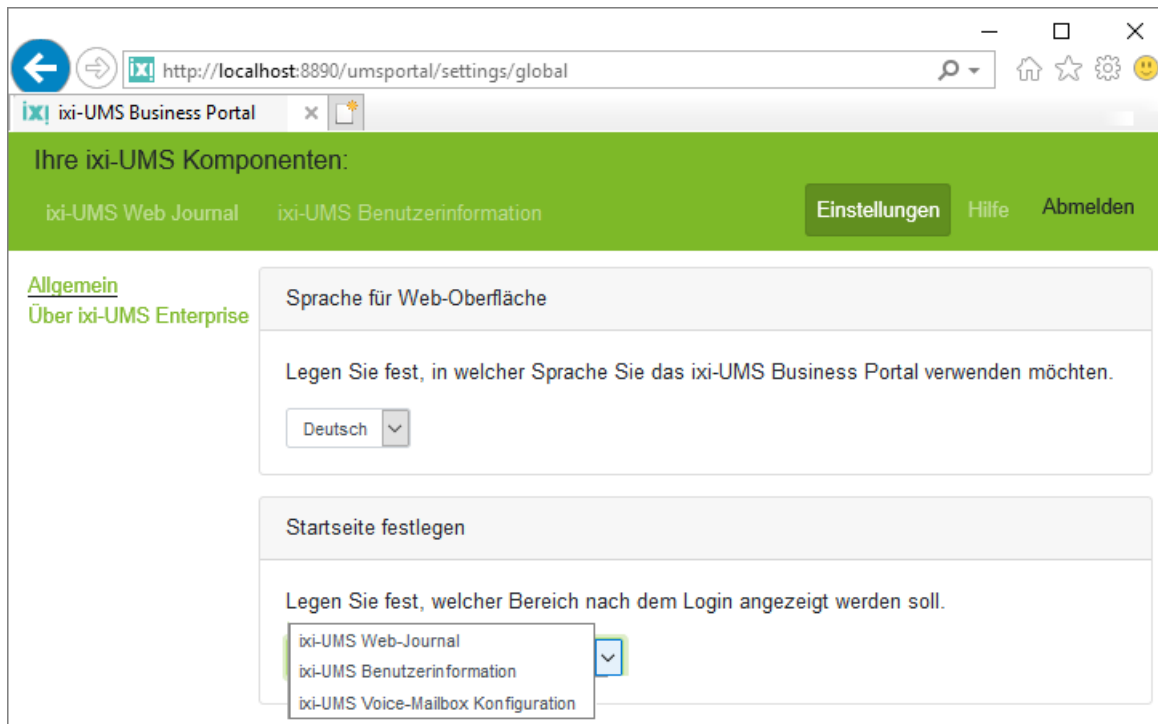 http://localhost:8890/umsportal/settings/global
ixi-UMS Business Portal
Ihre ixi-UMS Komponenten:
ixi-UMS Web Journal ixi-UMS Benutzerinformation Einstellungen Hilfe Abmelden
Allgemein
Über ixi-UMS Enterprise
Sprache für Web-Oberfläche
Legen Sie fest, in welcher Sprache Sie das ixi-UMS Business Portal verwenden möchten.
Deutsch
Startseite festlegen
Legen Sie fest, welcher Bereich nach dem Login angezeigt werden soll.
ixi-UMS Web-Journal
ixi-UMS Benutzerinformation
ixi-UMS Voice-Mailbox Konfiguration